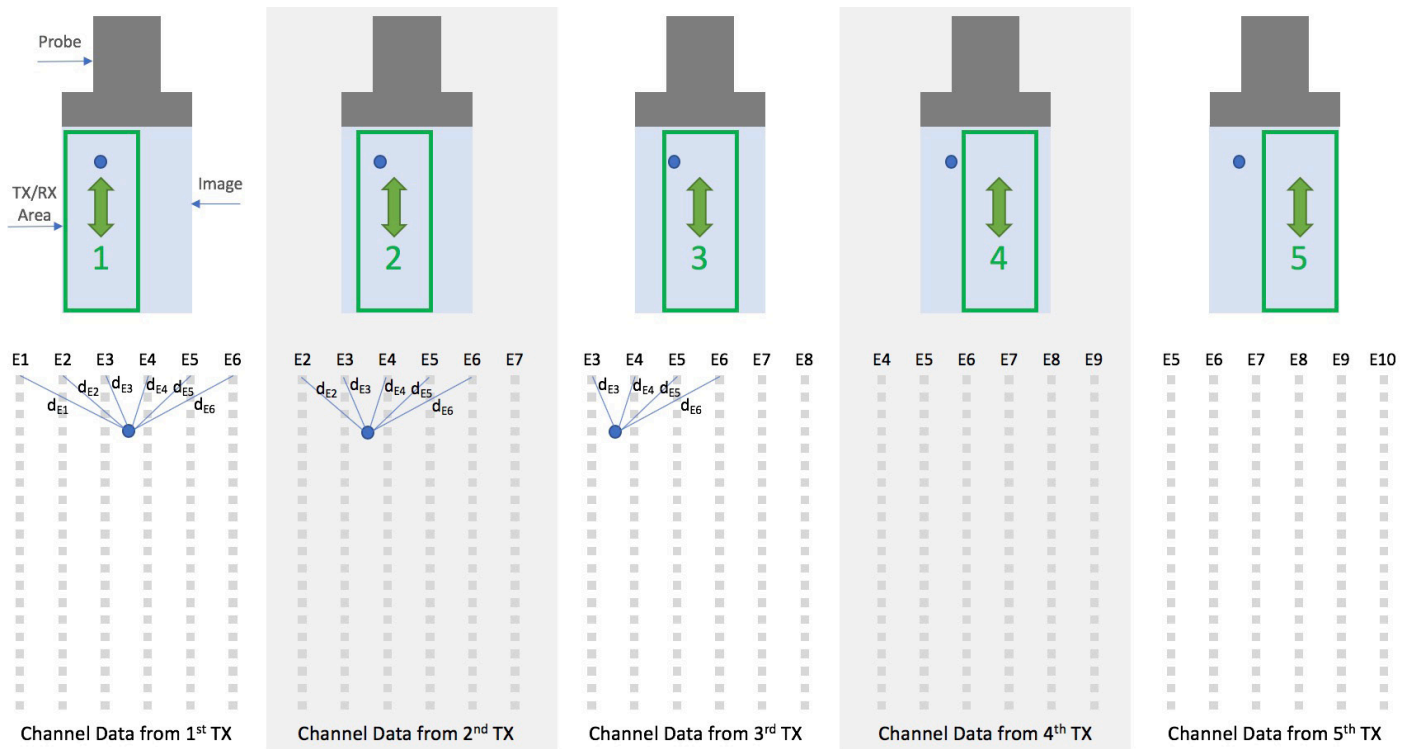 Probe
TX/RX
Area
Image
1
2
3
4
5
E1 E2 E3 E4 E5 E6
dE1 dE2 dE3 dE4 dE5 dE6
E2 E3 E4 E5 E6 E7
dE2 dE3 dE4 dE5 dE6
E3 E4 E5 E6 E7 E8
dE3 dE4 dE5 dE6
E4 E5 E6 E7 E8 E9
E5 E6 E7 E8 E9 E10
Channel Data from 1st TX
Channel Data from 2nd TX
Channel Data from 3rd TX
Channel Data from 4th TX
Channel Data from 5th TX